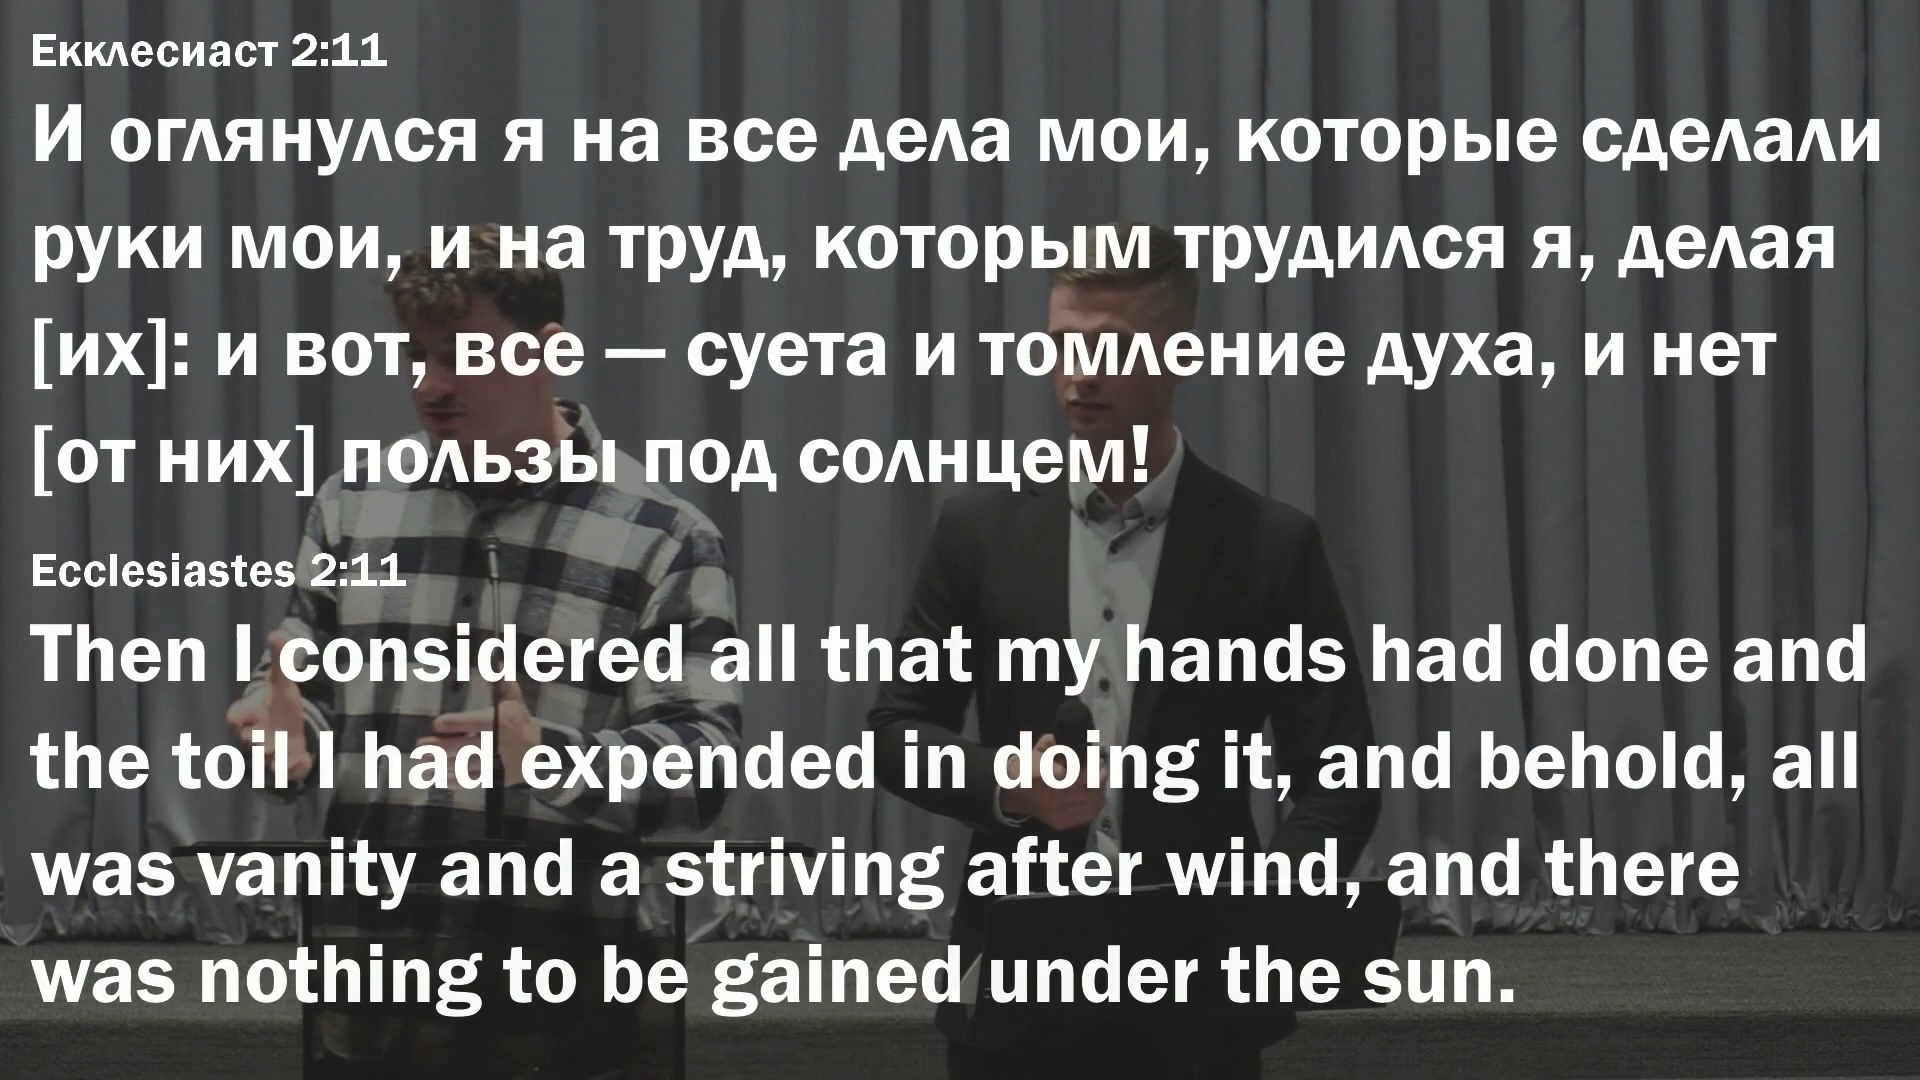 Екклесиаст 2:11
И оглянулся я на все дела мои, которые сделали
руки мои, и на труд, которым трудился я, делая
[их]: и вот, все — суета и томление духа, и нет
[от них] пользы под солнцем!
Ecclesiastes 2:11
Then I considered all that my hands had done and
the toil I had expended in doing it, and behold, all
was vanity and a striving after wind, and there
was nothing to be gained under the sun.